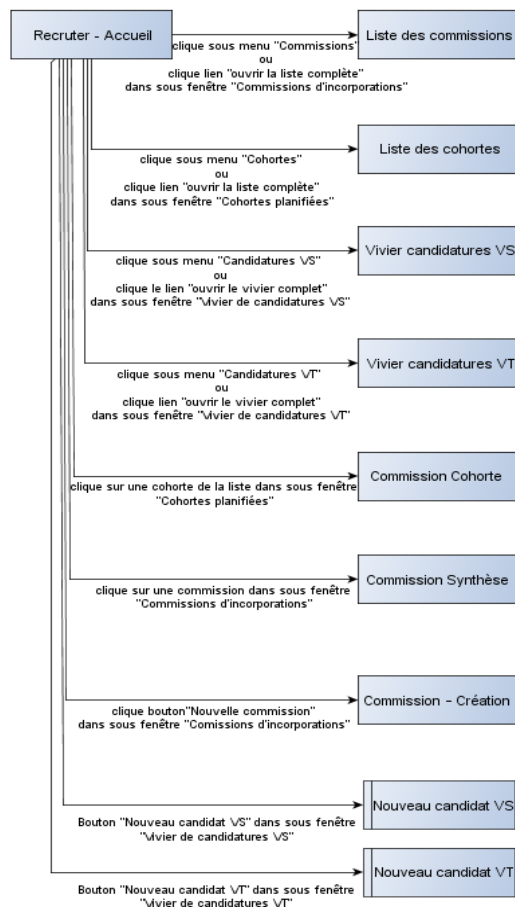 Recruter - Accueil
Liste des commissions
clique sous menu "Commissions"
ou
clique lien "ouvrir la liste complète"
dans sous fenêtre "Commissions d'incorporations"
Liste des cohortes
clique sous menu "Cohortes"
ou
clique lien "ouvrir la liste complète"
dans sous fenêtre "Cohortes planifiées"
Vivier candidatures VS
clique sous menu "Candidatures VS"
ou
clique le lien "ouvrir le vivier complet"
dans sous fenêtre "Vivier de candidatures VS"
Vivier candidatures VT
clique sous menu "Candidatures VT"
ou
clique lien "ouvrir le vivier complet"
dans sous fenêtre "Vivier de candidatures VT"
Commission Cohorte
clique sur une cohorte de la liste dans sous fenêtre
"Cohortes planifiées"
Commission Synthèse
clique sur une commission dans sous fenêtre
"Commissions d'incorporations"
Commission - Création
clique bouton"Nouvelle commission"
dans sous fenêtre "Comissions d'incorporations"
Nouveau candidat VS
Bouton "Nouveau candidat VS" dans sous fenêtre
"Vivier de candidatures VS"
Nouveau candidat VT
Bouton "Nouveau candidat VT" dans sous fenêtre
"Vivier de candidatures VT"